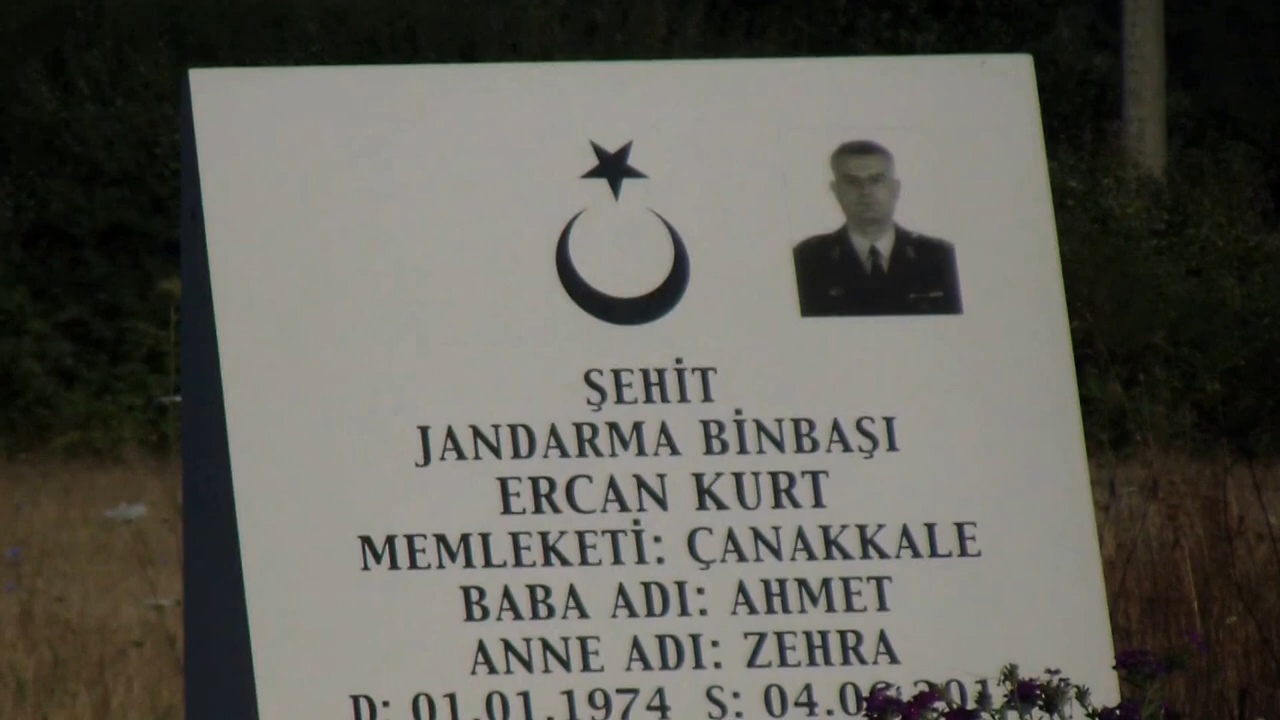 ŞEHİT
JANDARMA BİNBAŞI
ERCAN KURT
MEMLEKETİ: ÇANAKKALE
BABA ADI: AHMET
ANNE ADI: ZEHRA
D: 01.01.1974 S: